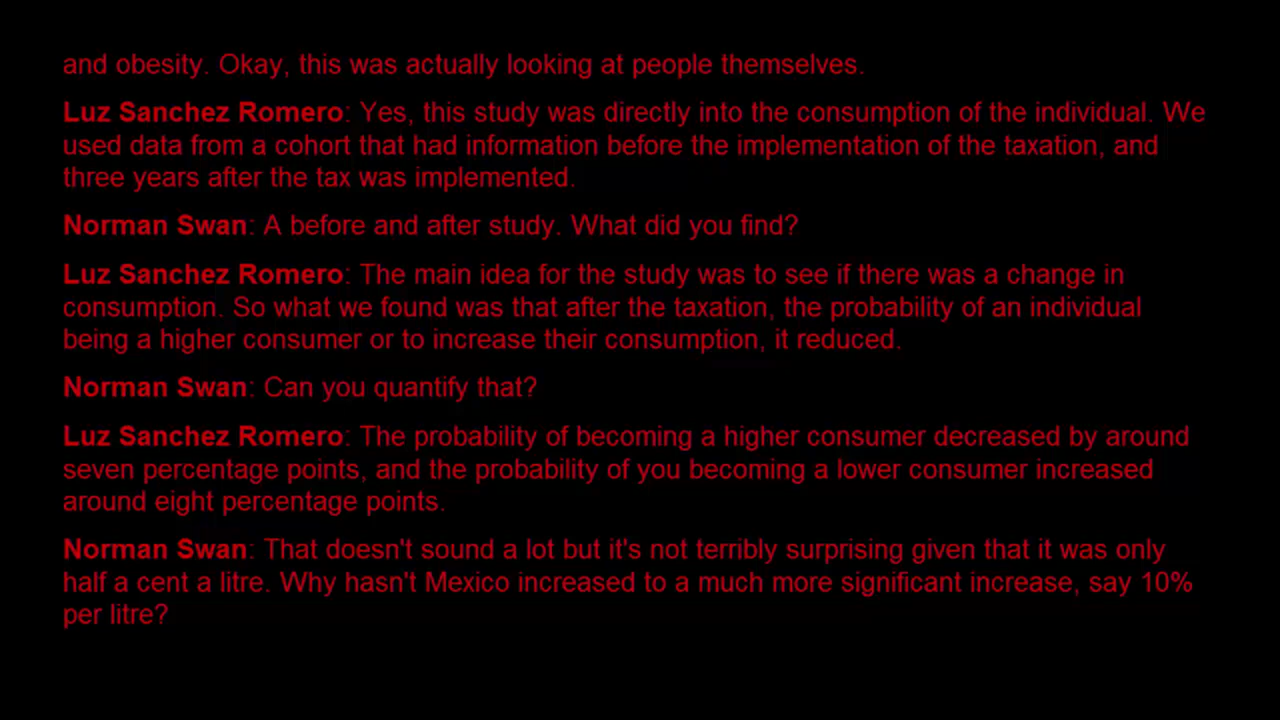 and obesity. Okay, this was actually looking at people themselves.
Luz Sanchez Romero: Yes, this study was directly into the consumption of the individual. We
used data from a cohort that had information before the implementation of the taxation, and
three years after the tax was implemented.
Norman Swan: A before and after study. What did you find?
Luz Sanchez Romero: The main idea for the study was to see if there was a change in
consumption. So what we found was that after the taxation, the probability of an individual
being a higher consumer or to increase their consumption, it reduced.
Norman Swan: Can you quantify that?
Luz Sanchez Romero: The probability of becoming a higher consumer decreased by around
seven percentage points, and the probability of you becoming a lower consumer increased
around eight percentage points.
Norman Swan: That doesn't sound a lot but it's not terribly surprising given that it was only
half a cent a litre. Why hasn't Mexico increased to a much more significant increase, say 10%
per litre?